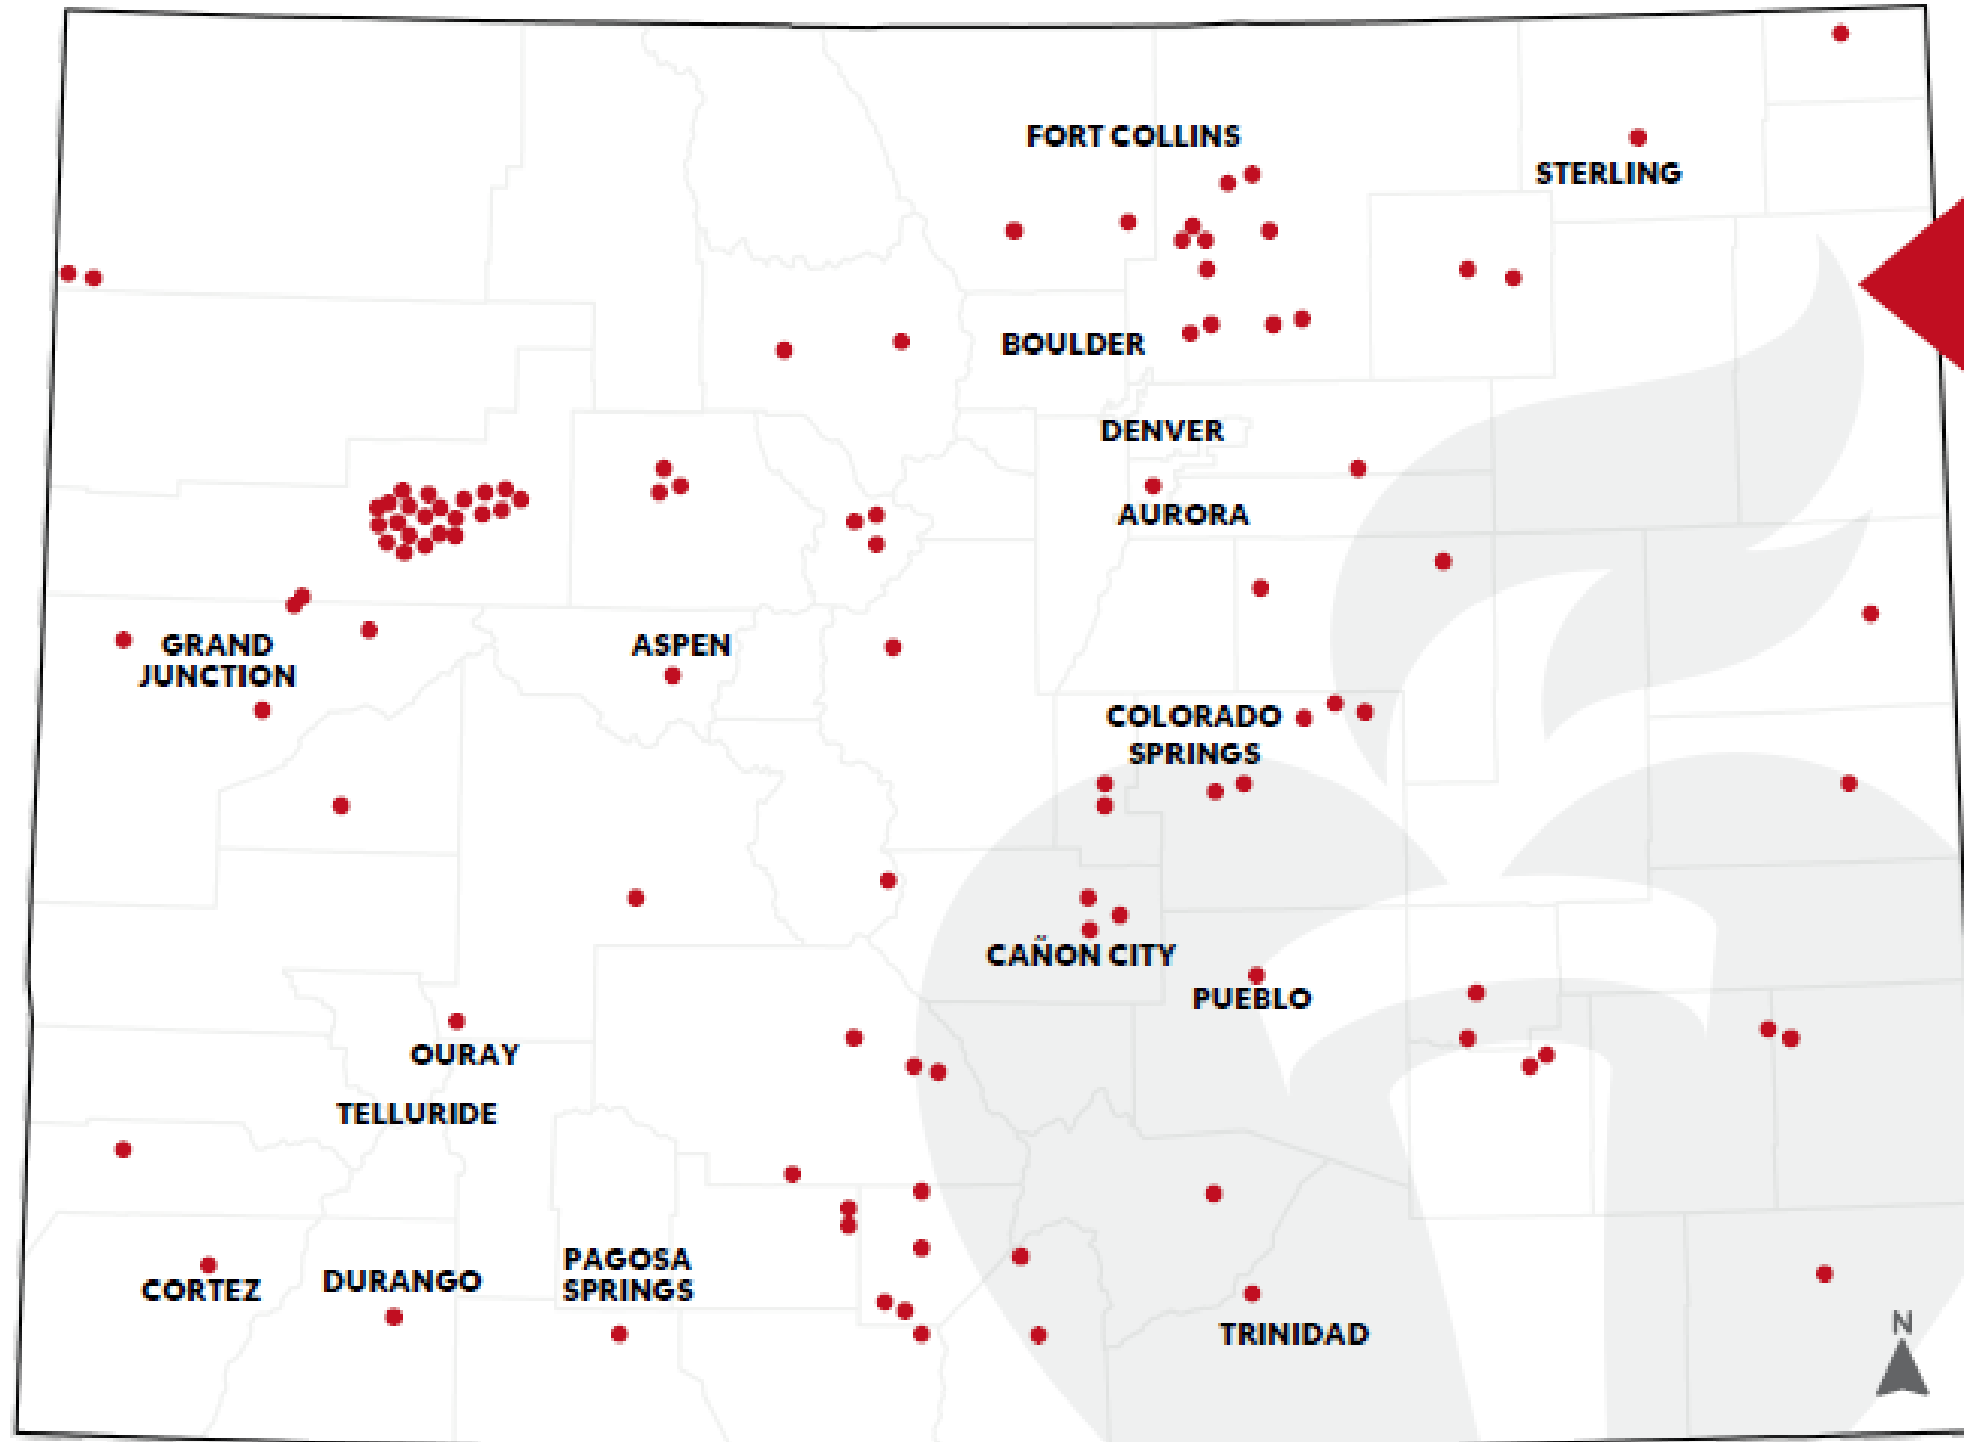 FORT COLLINS
STERLING
BOULDER
DENVER
AURORA
GRAND
JUNCTION
ASPEN
COLORADO
SPRINGS
CAÑON CITY
PUEBLO
OURAY
TELLURIDE
PAGOSA
SPRINGS
CORTEZ
DURANGO
TRINIDAD
N